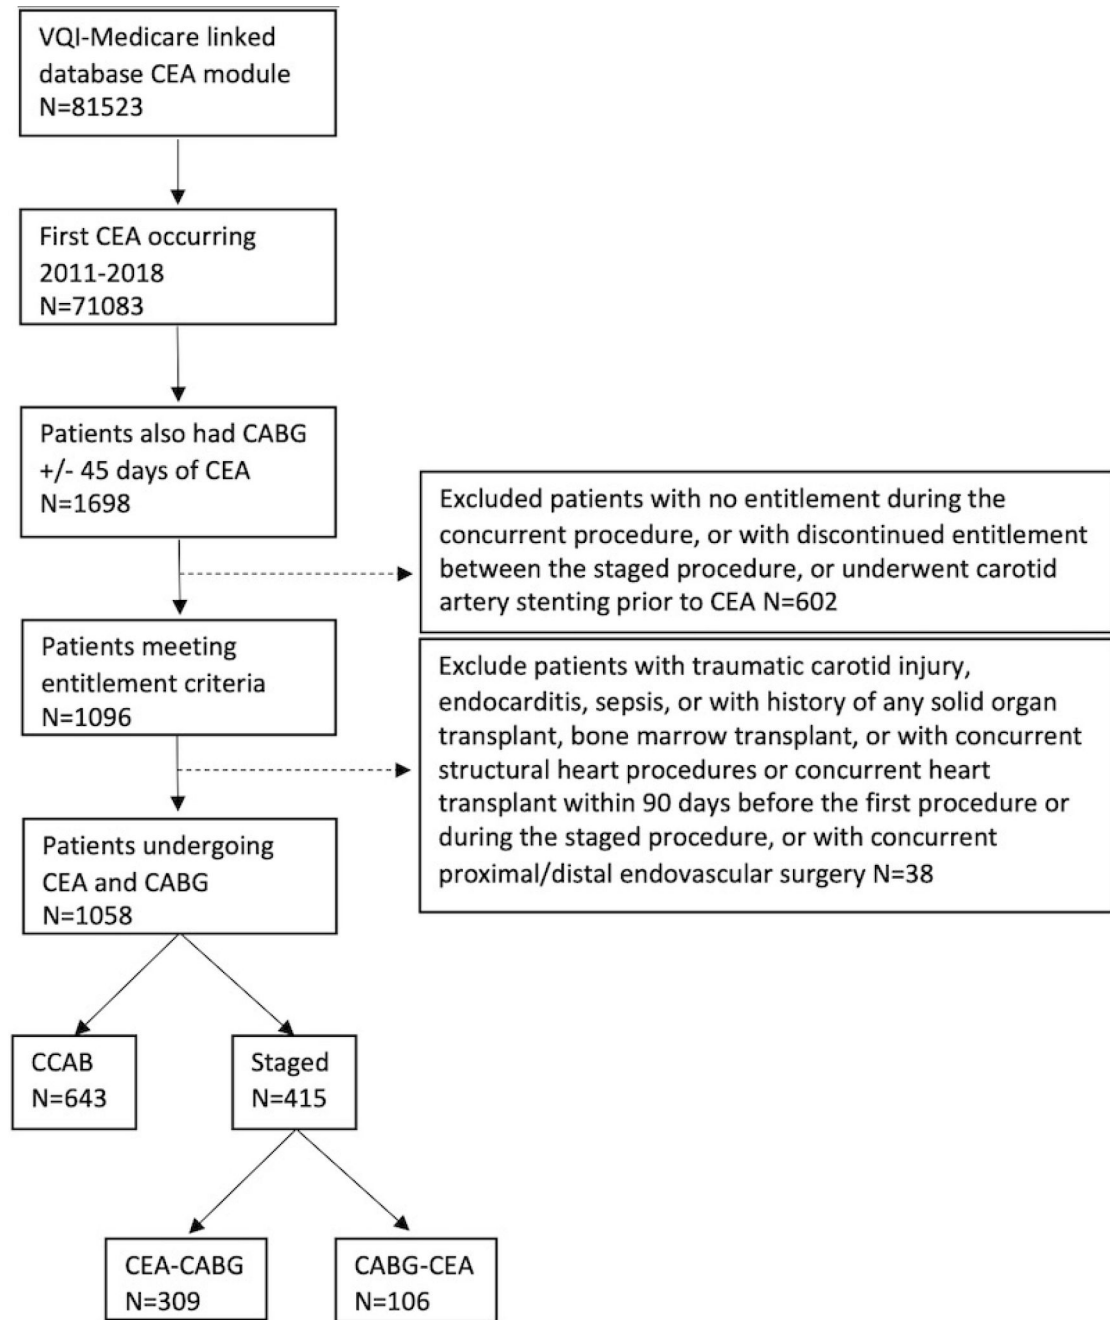 VQI-Medicare linked
database CEA module
N=81523
First CEA occurring
2011-2018
N=71083
Patients also had CABG
+/- 45 days of CEA
N=1698
Excluded patients with no entitlement during the
concurrent procedure, or with discontinued entitlement
between the staged procedure, or underwent carotid
artery stenting prior to CEA N=602
Patients meeting
entitlement criteria
N=1096
Exclude patients with traumatic carotid injury,
endocarditis, sepsis, or with history of any solid organ
transplant, bone marrow transplant, or with concurrent
structural heart procedures or concurrent heart
transplant within 90 days before the first procedure or
during the staged procedure, or with concurrent
proximal/distal endovascular surgery N=38
Patients undergoing
CEA and CABG
N=1058
CCAB
N=643
Staged
N=415
CEA-CABG
N=309
CABG-CEA
N=106